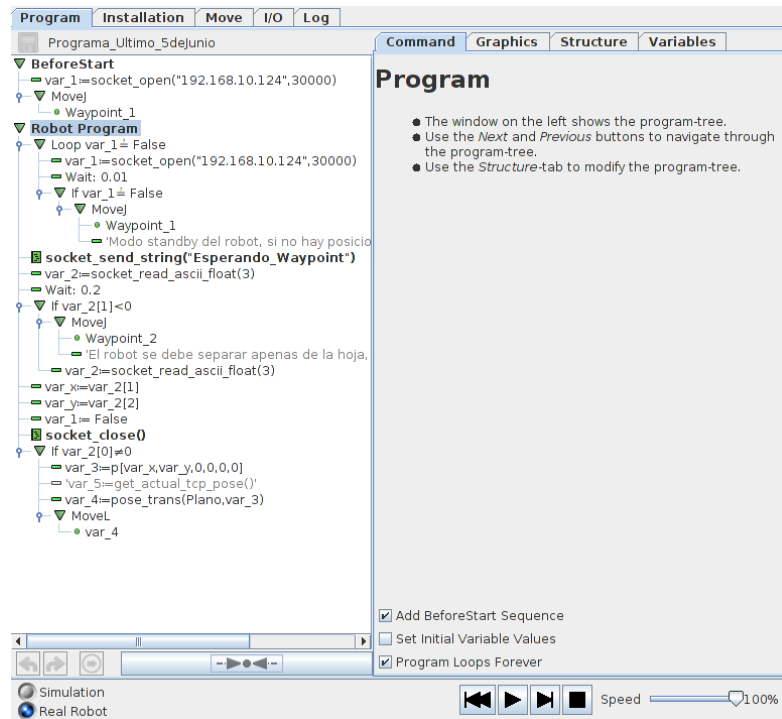 Program Installation Move I/O Log
Programa_Ultimo_5deJunio
BeforeStart
var_1:=socket_open("192.168.10.124",30000)
MoveJ
Waypoint_1
Robot Program
Loop var_1≟ False
var_1:=socket_open("192.168.10.124",30000)
Wait: 0.01
If var_1≟ False
MoveJ
Waypoint_1
'Modo standby del robot, si no hay posicio
socket_send_string("Esperando_Waypoint")
var_2:=socket_read_ascii_float(3)
Wait: 0.2
If var_2[1]<0
MoveJ
Waypoint_2
'El robot se debe separar apenas de la hoja,
var_2:=socket_read_ascii_float(3)
var_x:=var_2[1]
var_y:=var_2[2]
var_1:= False
socket_close()
If var_2[0]≠0
var_3:=p[var_x,var_y,0,0,0,0]
'var_5:=get_actual_tcp_pose()'
var_4:=pose_trans(Plano,var_3)
MoveL
var_4
Command Graphics Structure Variables
Program
The window on the left shows the program-tree.
Use the Next and Previous buttons to navigate through
the program-tree.
Use the Structure-tab to modify the program-tree.
Add BeforeStart Sequence
Set Initial Variable Values
Program Loops Forever
Simulation
Real Robot
Speed 100%